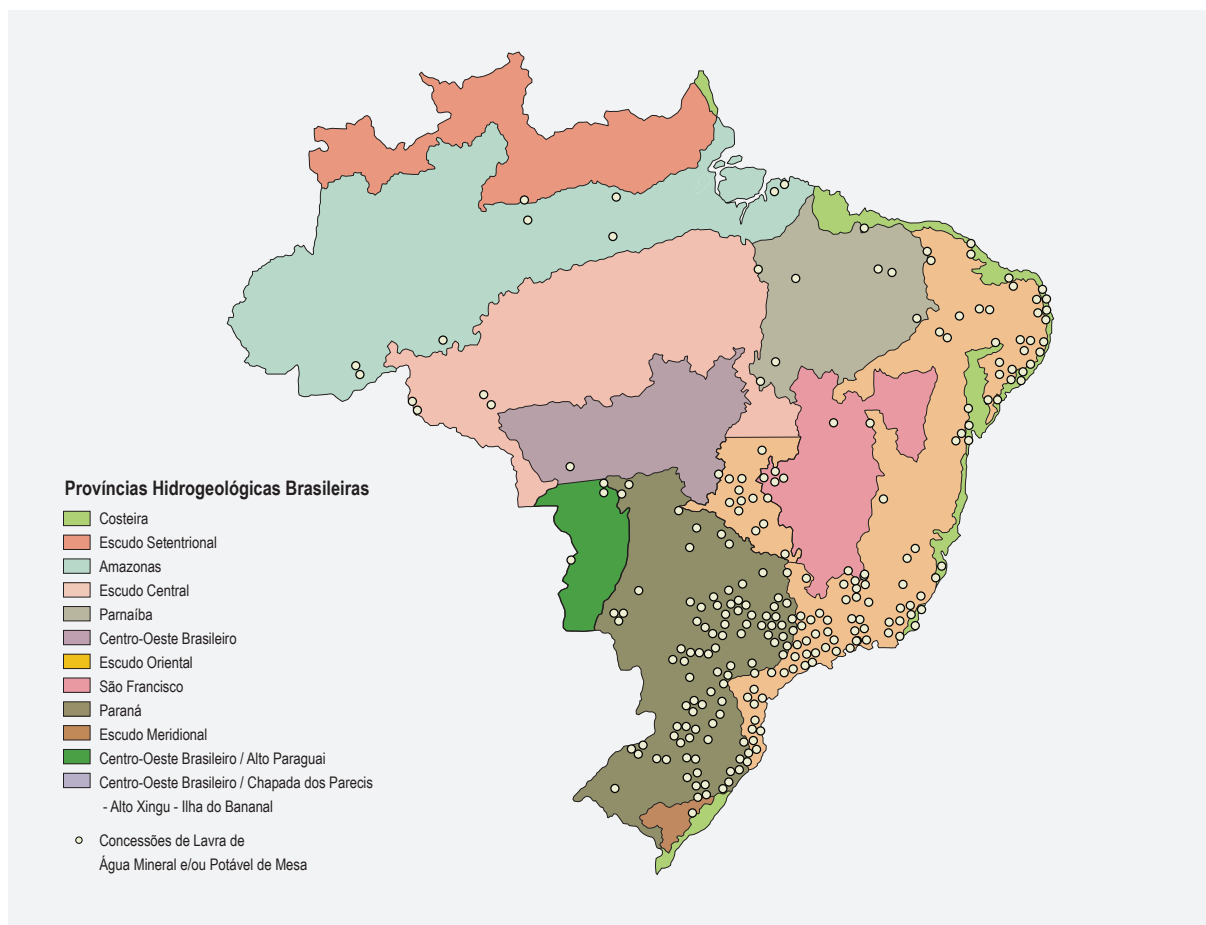 Províncias Hidrogeológicas Brasileiras
Costeira
Escudo Setentrional
Amazonas
Escudo Central
Parnaíba
Centro-Oeste Brasileiro
Escudo Oriental
São Francisco
Paraná
Escudo Meridional
Centro-Oeste Brasileiro / Alto Paraguai
Centro-Oeste Brasileiro / Chapada dos Parecis
- Alto Xingu - Ilha do Bananal
Concessões de Lavra de
Água Mineral e/ou Potável de Mesa